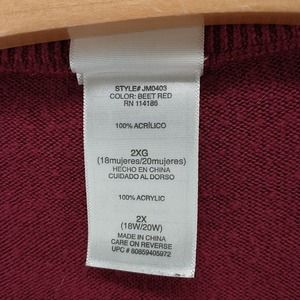 STYLE# JM0403
COLOR: BEET RED
RN 114186
100% ACRÍLICO
2XG
(18mujeres/20mujeres)
HECHO EN CHINA
CUIDADO AL DORSO
100% ACRYLIC
2X
(18W/20W)
MADE IN CHINA
CARE ON REVERSE
UPC # 60859405972